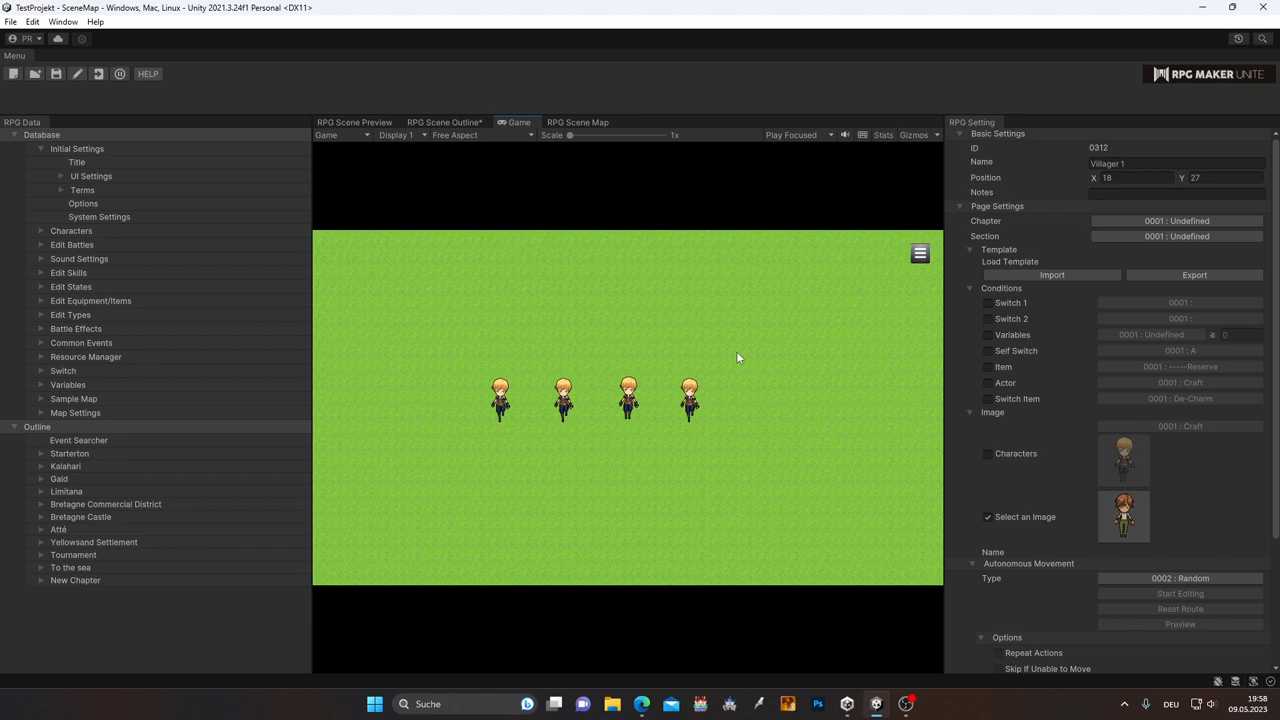 TestProjekt - SceneMap - Windows, Mac, Linux - Unity 2021.3.24f1 Personal <DX11>
File Edit Window Help
PR
Menu
HELP
RPG MAKER UNITE
RPG Data
Database
Initial Settings
Title
UI Settings
Terms
Options
System Settings
Characters
Edit Battles
Sound Settings
Edit Skills
Edit States
Edit Equipment/Items
Edit Types
Battle Effects
Common Events
Resource Manager
Switch
Variables
Sample Map
Map Settings
Outline
Event Searcher
Starterton
Kalahari
Gald
Limitana
Bretagne Commercial District
Bretagne Castle
Atté
Yellowsand Settlement
Tournament
To the sea
New Chapter
RPG Scene Preview RPG Scene Outline* Game RPG Scene Map
Game Display 1 Free Aspect Scale 1x Play Focused Stats Gizmos
RPG Setting
Basic Settings
ID 0312
Name Villager 1
Position X 18 Y 27
Notes
Page Settings
Chapter 0001 : Undefined
Section 0001 : Undefined
Template
Load Template
Import Export
Conditions
Switch 1 0001 :
Switch 2 0001 :
Variables 0001 : Undefined ≥ 0
Self Switch 0001 : A
Item 0001 : -----Reserve
Actor 0001 : Craft
Switch Item 0001 : De-Charm
Image
0001 : Craft
Characters
Select an Image
Name
Autonomous Movement
Type 0002 : Random
Start Editing
Reset Route
Preview
Options
Repeat Actions
Skip If Unable to Move
Suche
Ps
DEU
19:58
09.05.2023